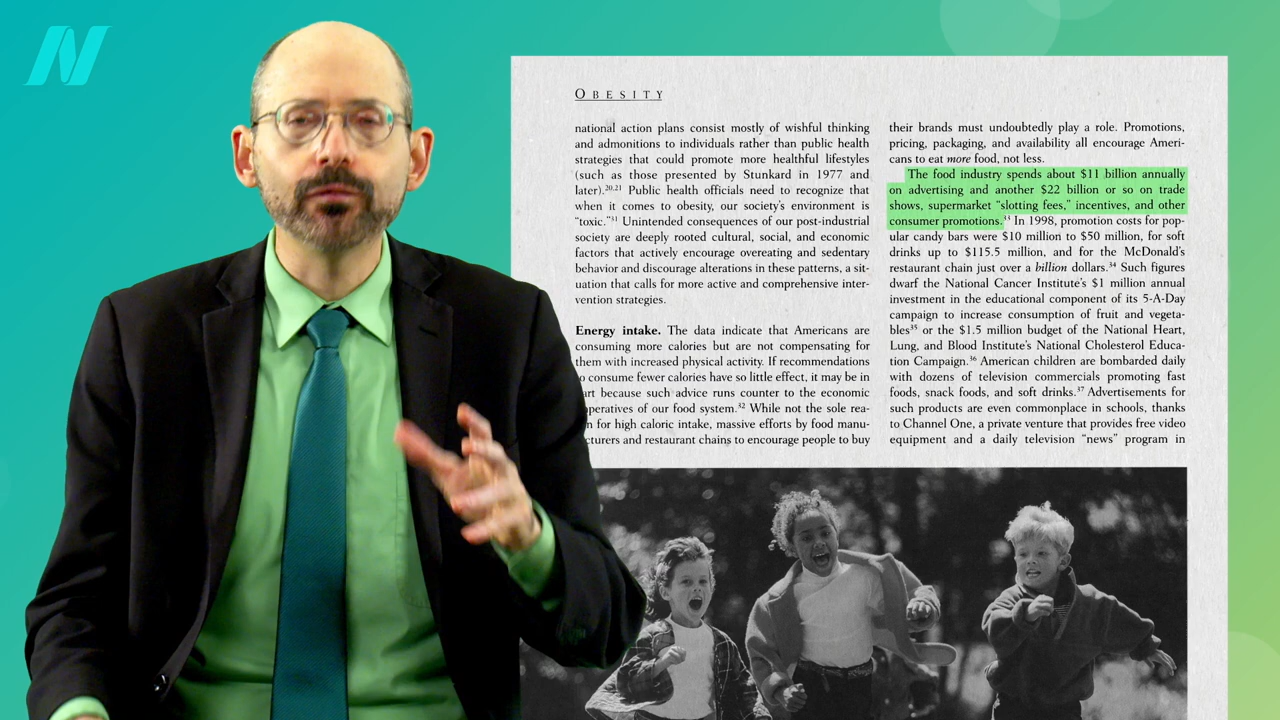 OBESITY
national action plans consist mostly of wishful thinking
and admonitions to individuals rather than public health
strategies that could promote more healthful lifestyles
(such as those presented by Stunkard in 1977 and
later).20,21 Public health officials need to recognize that
when it comes to obesity, our society's environment is
"toxic."31 Unintended consequences of our post-industrial
society are deeply rooted cultural, social, and economic
factors that actively encourage overeating and sedentary
behavior and discourage alterations in these patterns, a sit-
uation that calls for more active and comprehensive inter-
vention strategies.
Energy intake. The data indicate that Americans are
consuming more calories but are not compensating for
them with increased physical activity. If recommendations
o consume fewer calories have so little effect, it may be in
art because such advice runs counter to the economic
peratives of our food system.32 While not the sole rea-
n for high caloric intake, massive efforts by food manu-
cturers and restaurant chains to encourage people to buy
their brands must undoubtedly play a role. Promotions,
pricing, packaging, and availability all encourage Ameri-
cans to eat more food, not less.
The food industry spends about $11 billion annually
on advertising and another $22 billion or so on trade
shows, supermarket "slotting fees," incentives, and other
consumer promotions.33 In 1998, promotion costs for pop-
ular candy bars were $10 million to $50 million, for soft
drinks up to $115.5 million, and for the McDonald's
restaurant chain just over a billion dollars.34 Such figures
dwarf the National Cancer Institute's $1 million annual
investment in the educational component of its 5-A-Day
campaign to increase consumption of fruit and vegeta-
bles35 or the $1.5 million budget of the National Heart,
Lung, and Blood Institute's National Cholesterol Educa-
tion Campaign.36 American children are bombarded daily
with dozens of television commercials promoting fast
foods, snack foods, and soft drinks.37 Advertisements for
such products are even commonplace in schools, thanks
to Channel One, a private venture that provides free video
equipment and a daily television "news" program in